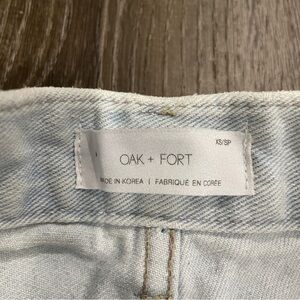 XS/SP
OAK + FORT
MADE IN KOREA | FABRIQUÉ EN CORÉE